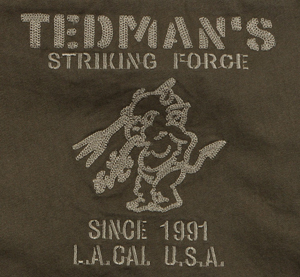 TEDMAN'S
STRIKING FORCE
SINCE 1991
L.A.CAL U.S.A.